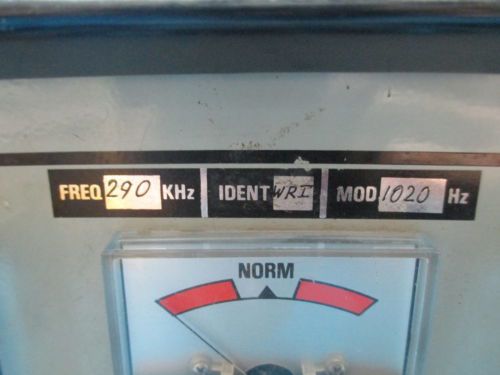 FREQ 290 KHz IDENT WRI MOD 1020 Hz
NORM